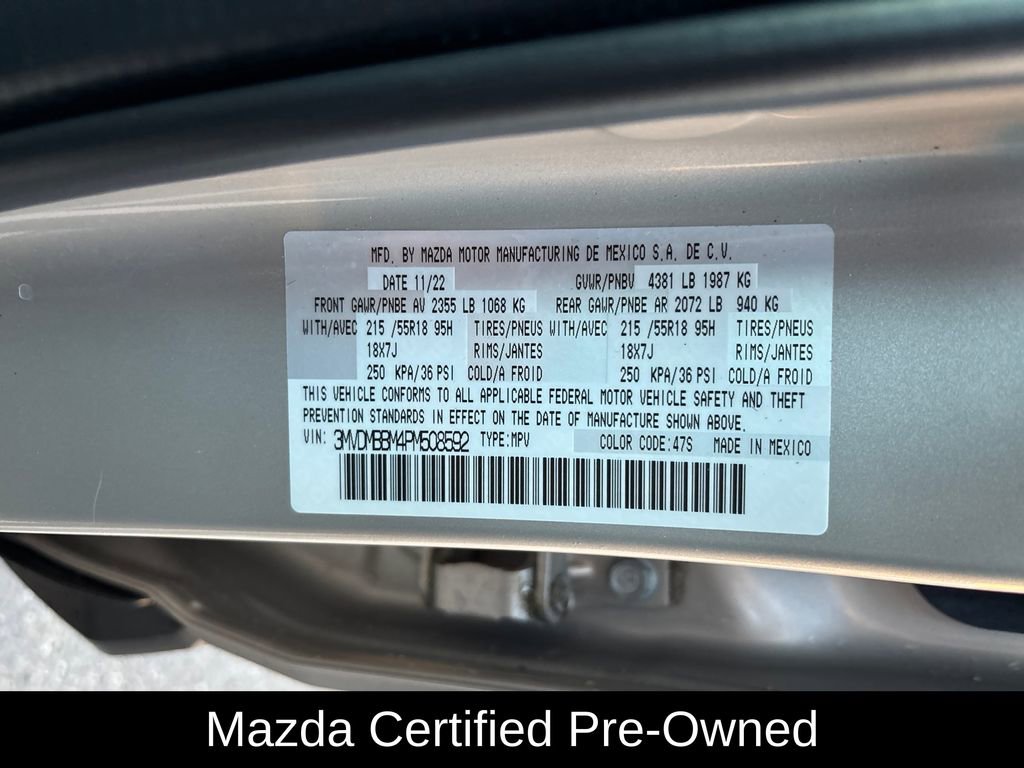 MFD. BY MAZDA MOTOR MANUFACTURING DE MEXICO S.A. DE C.V.
DATE 11/22 GVWR/PNBV 4381 LB 1987 KG
FRONT GAWR/PNBE AV 2355 LB 1068 KG REAR GAWR/PNBE AR 2072 LB 940 KG
WITH/AVEC 215 /55R18 95H TIRES/PNEUS WITH/AVEC 215 /55R18 95H TIRES/PNEUS
18X7J RIMS/JANTES 18X7J RIMS/JANTES
250 KPA/36 PSI COLD/A FROID 250 KPA/36 PSI COLD/A FROID
THIS VEHICLE CONFORMS TO ALL APPLICABLE FEDERAL MOTOR VEHICLE SAFETY AND THEFT
PREVENTION STANDARDS IN EFFECT ON THE DATE OF MANUFACTURE SHOWN ABOVE.
VIN: 3MVDMBBM4PM508592 TYPE:MPV COLOR CODE:47S MADE IN MEXICO
Mazda Certified Pre-Owned